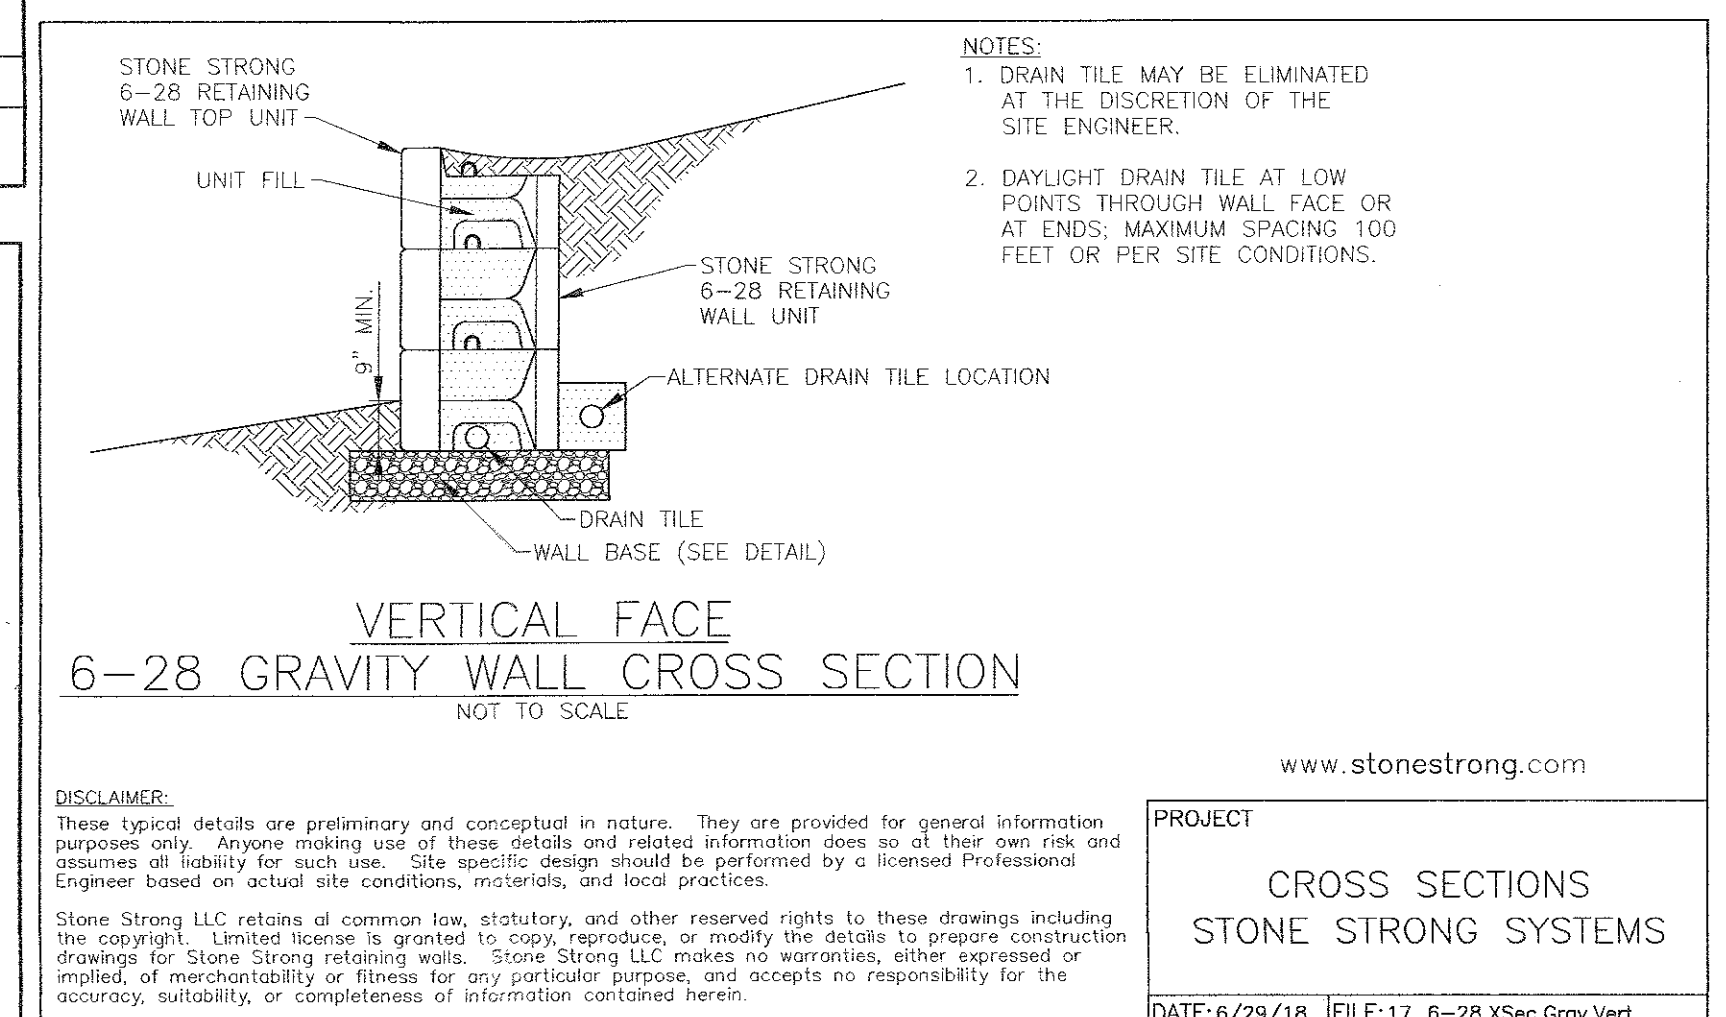 STONE STRONG
6-28 RETAINING
WALL TOP UNIT
UNIT FILL
9" MIN.
STONE STRONG
6-28 RETAINING
WALL UNIT
ALTERNATE DRAIN TILE LOCATION
DRAIN TILE
WALL BASE (SEE DETAIL)
NOTES:
1. DRAIN TILE MAY BE ELIMINATED
AT THE DISCRETION OF THE
SITE ENGINEER.
2. DAYLIGHT DRAIN TILE AT LOW
POINTS THROUGH WALL FACE OR
AT ENDS; MAXIMUM SPACING 100
FEET OR PER SITE CONDITIONS.
VERTICAL FACE
6-28 GRAVITY WALL CROSS SECTION
NOT TO SCALE
www.stonestrong.com
DISCLAIMER:
These typical details are preliminary and conceptual in nature. They are provided for general information
purposes only. Anyone making use of these details and related information does so at their own risk and
assumes all liability for such use. Site specific design should be performed by a licensed Professional
Engineer based on actual site conditions, materials, and local practices.
Stone Strong LLC retains al common law, statutory, and other reserved rights to these drawings including
the copyright. Limited license is granted to copy, reproduce, or modify the details to prepare construction
drawings for Stone Strong retaining walls. Stone Strong LLC makes no warranties, either expressed or
implied, of merchantability or fitness for any particular purpose, and accepts no responsibility for the
accuracy, suitability, or completeness of information contained herein.
PROJECT
CROSS SECTIONS
STONE STRONG SYSTEMS
DATE: 6/29/18 FILE: 17 6-28 XSec Grav Vert